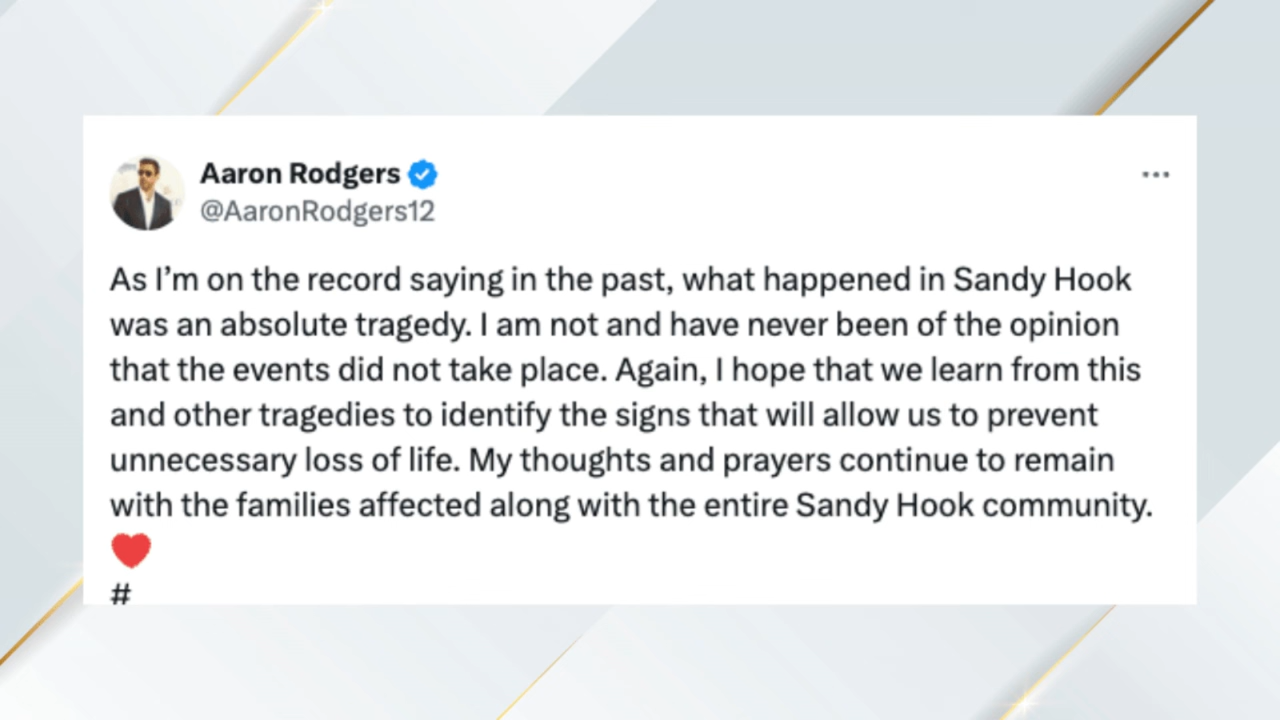 Aaron Rodgers
@AaronRodgers12
As I’m on the record saying in the past, what happened in Sandy Hook
was an absolute tragedy. I am not and have never been of the opinion
that the events did not take place. Again, I hope that we learn from this
and other tragedies to identify the signs that will allow us to prevent
unnecessary loss of life. My thoughts and prayers continue to remain
with the families affected along with the entire Sandy Hook community.
❤️
#